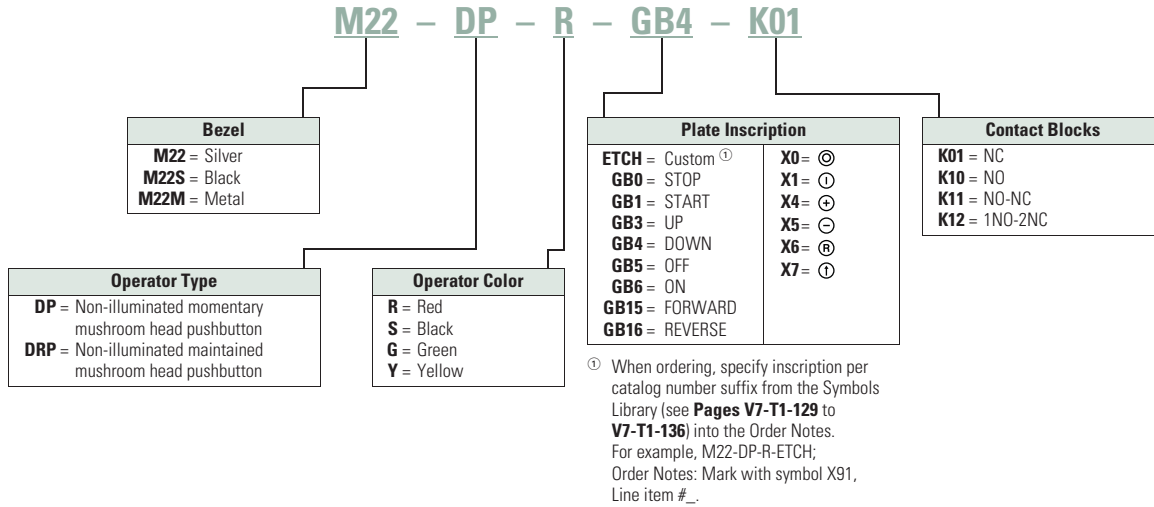 M22 – DP – R – GB4 – K01
Bezel
M22 = Silver
M22S = Black
M22M = Metal
Operator Type
DP = Non-illuminated momentary
mushroom head pushbutton
DRP = Non-illuminated maintained
mushroom head pushbutton
Operator Color
R = Red
S = Black
G = Green
Y = Yellow
Plate Inscription
ETCH = Custom ①
GB0 = STOP
GB1 = START
GB3 = UP
GB4 = DOWN
GB5 = OFF
GB6 = ON
GB15 = FORWARD
GB16 = REVERSE
X0= ◎
X1= ⦶
X4= ⊕
X5= ⊖
X6= Ⓡ
X7= ⓛ
① When ordering, specify inscription per
catalog number suffix from the Symbols
Library (see Pages V7-T1-129 to
V7-T1-136) into the Order Notes.
For example, M22-DP-R-ETCH;
Order Notes: Mark with symbol X91,
Line item #_.
Contact Blocks
K01 = NC
K10 = NO
K11 = NO-NC
K12 = 1NO-2NC